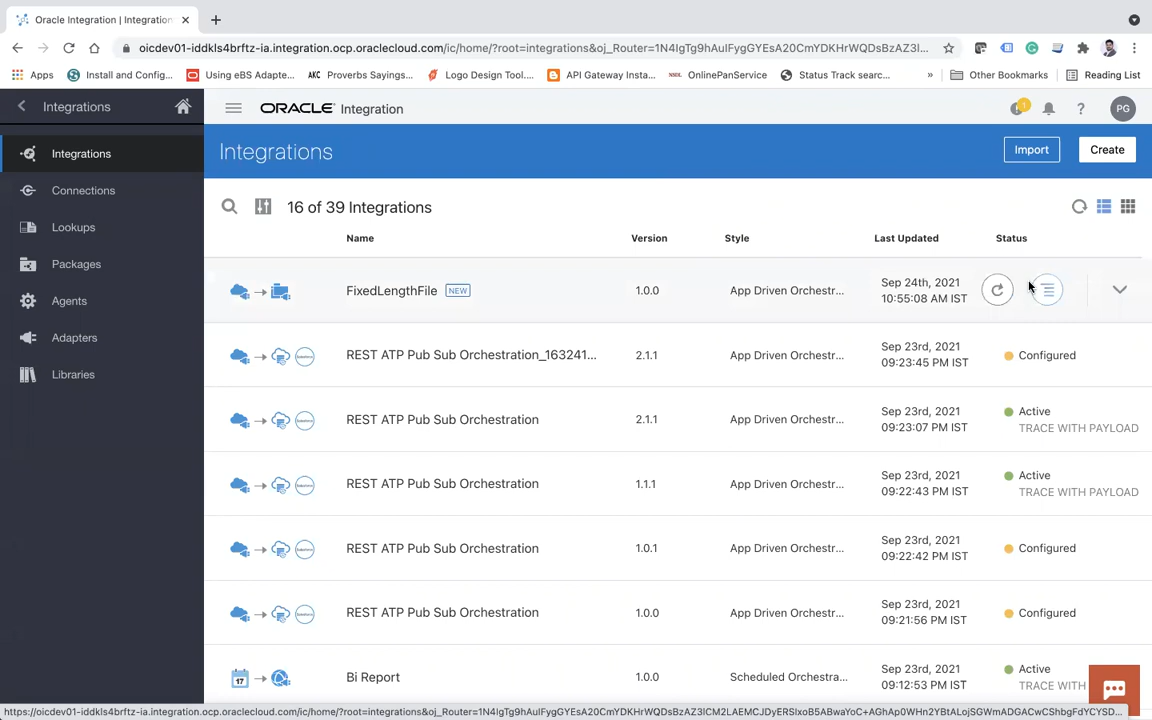 Oracle Integration | Integration
oicdev01-iddkls4brftz-ia.integration.ocp.oraclecloud.com/ic/home/?root=integrations&oj_Router=1N4IgTg9hAuIFygGYEsA20CmYDKHrWQDsBzAZ3I...
Apps
Install and Config...
Using eBS Adapte...
AKC Proverbs Saying...
Logo Design Tool....
API Gateway Insta...
NSDL OnlinePanService
Status Track searc...
»
Other Bookmarks
Reading List
Integrations
ORACLE Integration
1
PG
Integrations
Connections
Lookups
Packages
Agents
Adapters
Libraries
Integrations
Import
Create
16 of 39 Integrations
Name Version Style Last Updated Status
FixedLengthFile NEW 1.0.0 App Driven Orchestr... Sep 24th, 2021
10:55:08 AM IST
REST ATP Pub Sub Orchestration_163241... 2.1.1 App Driven Orchestr... Sep 23rd, 2021
09:23:45 PM IST
Configured
REST ATP Pub Sub Orchestration 2.1.1 App Driven Orchestr... Sep 23rd, 2021
09:23:07 PM IST
Active
TRACE WITH PAYLOAD
REST ATP Pub Sub Orchestration 1.1.1 App Driven Orchestr... Sep 23rd, 2021
09:22:43 PM IST
Active
TRACE WITH PAYLOAD
REST ATP Pub Sub Orchestration 1.0.1 App Driven Orchestr... Sep 23rd, 2021
09:22:42 PM IST
Configured
REST ATP Pub Sub Orchestration 1.0.0 App Driven Orchestr... Sep 23rd, 2021
09:21:56 PM IST
Configured
17
Bi Report 1.0.0 Scheduled Orchestra... Sep 23rd, 2021
09:12:53 PM IST
Active
TRACE WITH